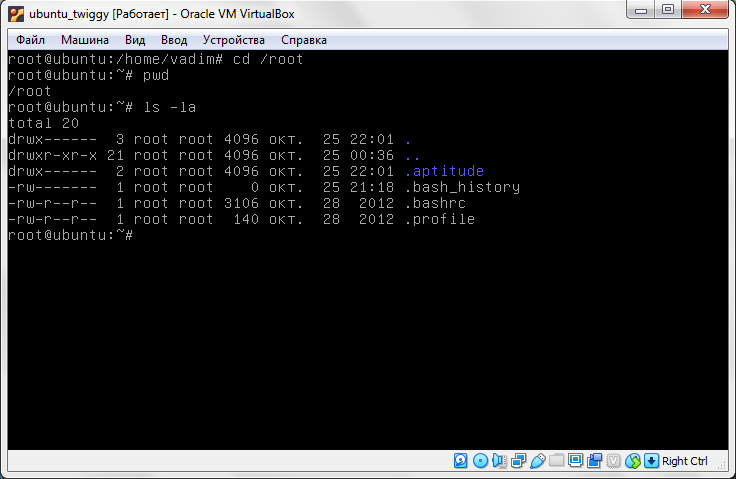 ubuntu_twiggy [Работает] - Oracle VM VirtualBox
Файл Машина Вид Ввод Устройства Справка
root@ubuntu:/home/vadim# cd /root
root@ubuntu:~# pwd
/root
root@ubuntu:~# ls -la
total 20
drwx------  3 root root 4096 окт.  25 22:01 .
drwxr-xr-x 21 root root 4096 окт.  25 00:36 ..
drwx------  2 root root 4096 окт.  25 22:01 .aptitude
-rw-------  1 root root    0 окт.  25 21:18 .bash_history
-rw-r--r--  1 root root 3106 окт.  28  2012 .bashrc
-rw-r--r--  1 root root  140 окт.  28  2012 .profile
root@ubuntu:~#
Right Ctrl